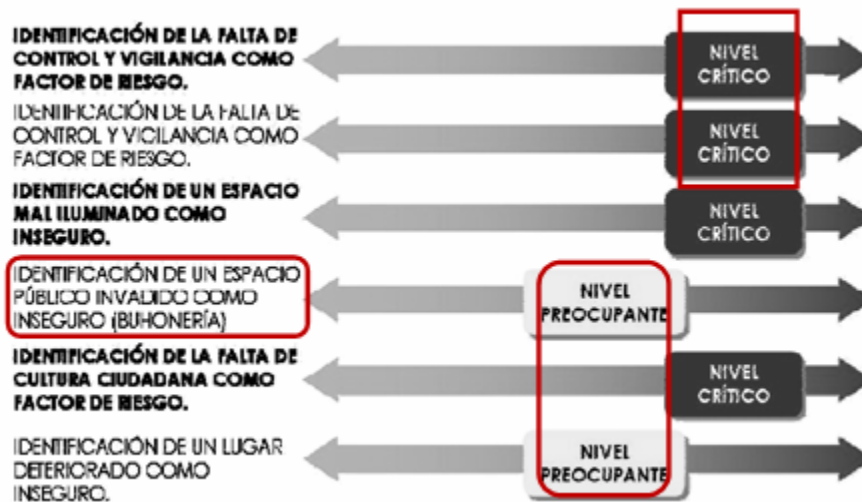 IDENTIFICACIÓN DE LA FALTA DE
CONTROL Y VIGILANCIA COMO
FACTOR DE RIESGO.
NIVEL
CRÍTICO
IDENTIFICACIÓN DE LA FALTA DE
CONTROL Y VIGILANCIA COMO
FACTOR DE RIESGO.
NIVEL
CRÍTICO
IDENTIFICACIÓN DE UN ESPACIO
MAL ILUMINADO COMO
INSEGURO.
NIVEL
CRÍTICO
IDENTIFICACIÓN DE UN ESPACIO
PÚBLICO INVADIDO COMO
INSEGURO (BUHONERÍA)
NIVEL
PREOCUPANTE
IDENTIFICACIÓN DE LA FALTA DE
CULTURA CIUDADANA COMO
FACTOR DE RIESGO.
NIVEL
CRÍTICO
IDENTIFICACIÓN DE UN LUGAR
DETERIORADO COMO
INSEGURO.
NIVEL
PREOCUPANTE